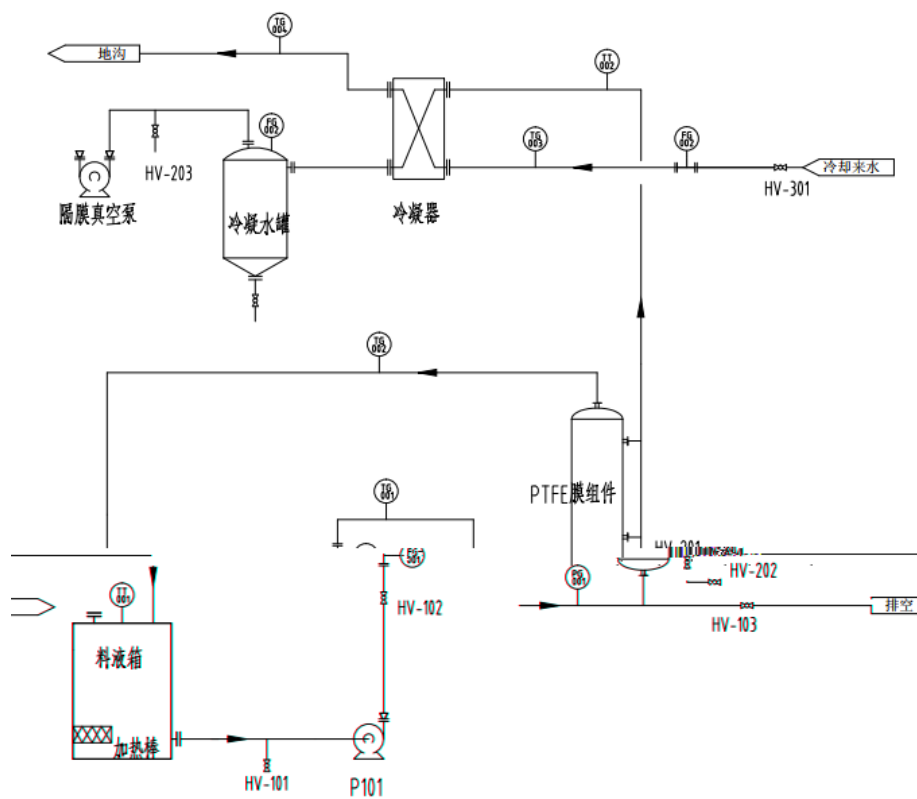 TG
004
地沟
TT
002
FG
002
TG
003
FG
002
HV-203
冷却来水
HV-301
隔膜真空泵
冷凝水罐
冷凝器
TG
002
TG
001
PTFE膜组件
HV-202
PG
001
TT
001
HV-102
排空
HV-103
料液箱
加热棒
HV-101
P101